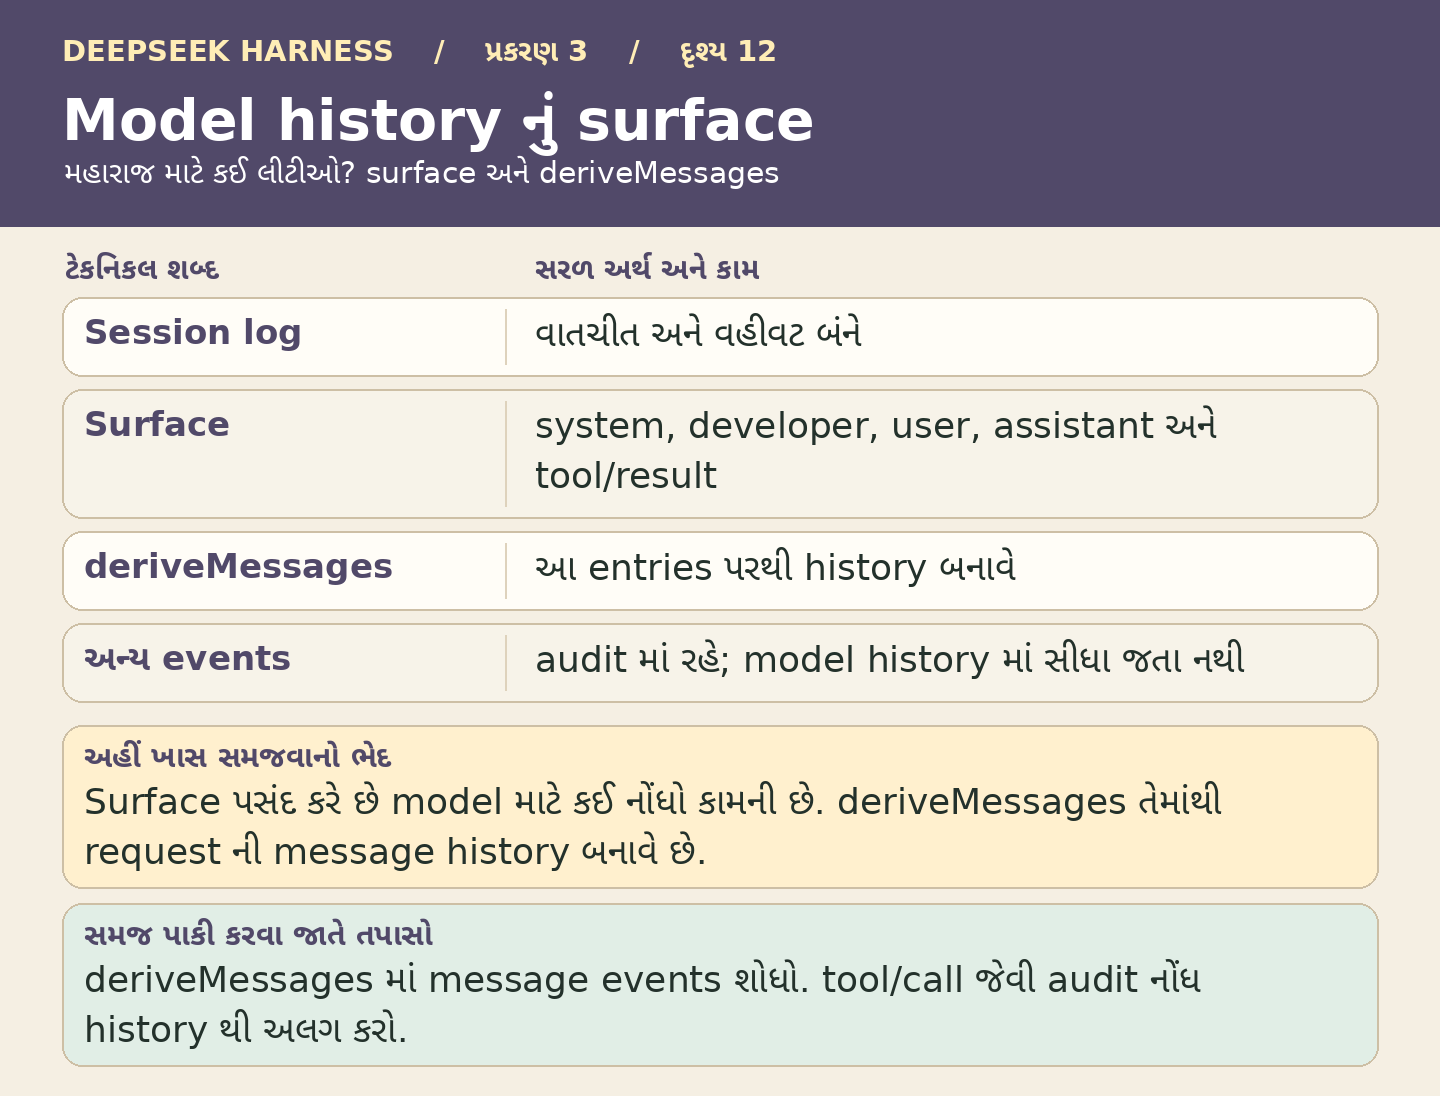 DEEPSEEK HARNESS / પ્રકરણ 3 / દૃશ્ય 12
Model history નું surface
મહારાજ માટે કઈ લીટીઓ? surface અને deriveMessages
ટેકનિકલ શબ્દ સરળ અર્થ અને કામ
Session log વાતચીત અને વહીવટ બંને
Surface system, developer, user, assistant અને
tool/result
deriveMessages આ entries પરથી history બનાવે
અન્ય events audit માં રહે; model history માં સીધા જતા નથી
અહીં ખાસ સમજવાનો ભેદ
Surface પસંદ કરે છે model માટે કઈ નોંધો કામની છે. deriveMessages તેમાંથી
request ની message history બનાવે છે.
સમજ પાકી કરવા જાતે તપાસો
deriveMessages માં message events શોધો. tool/call જેવી audit નોંધ
history થી અલગ કરો.